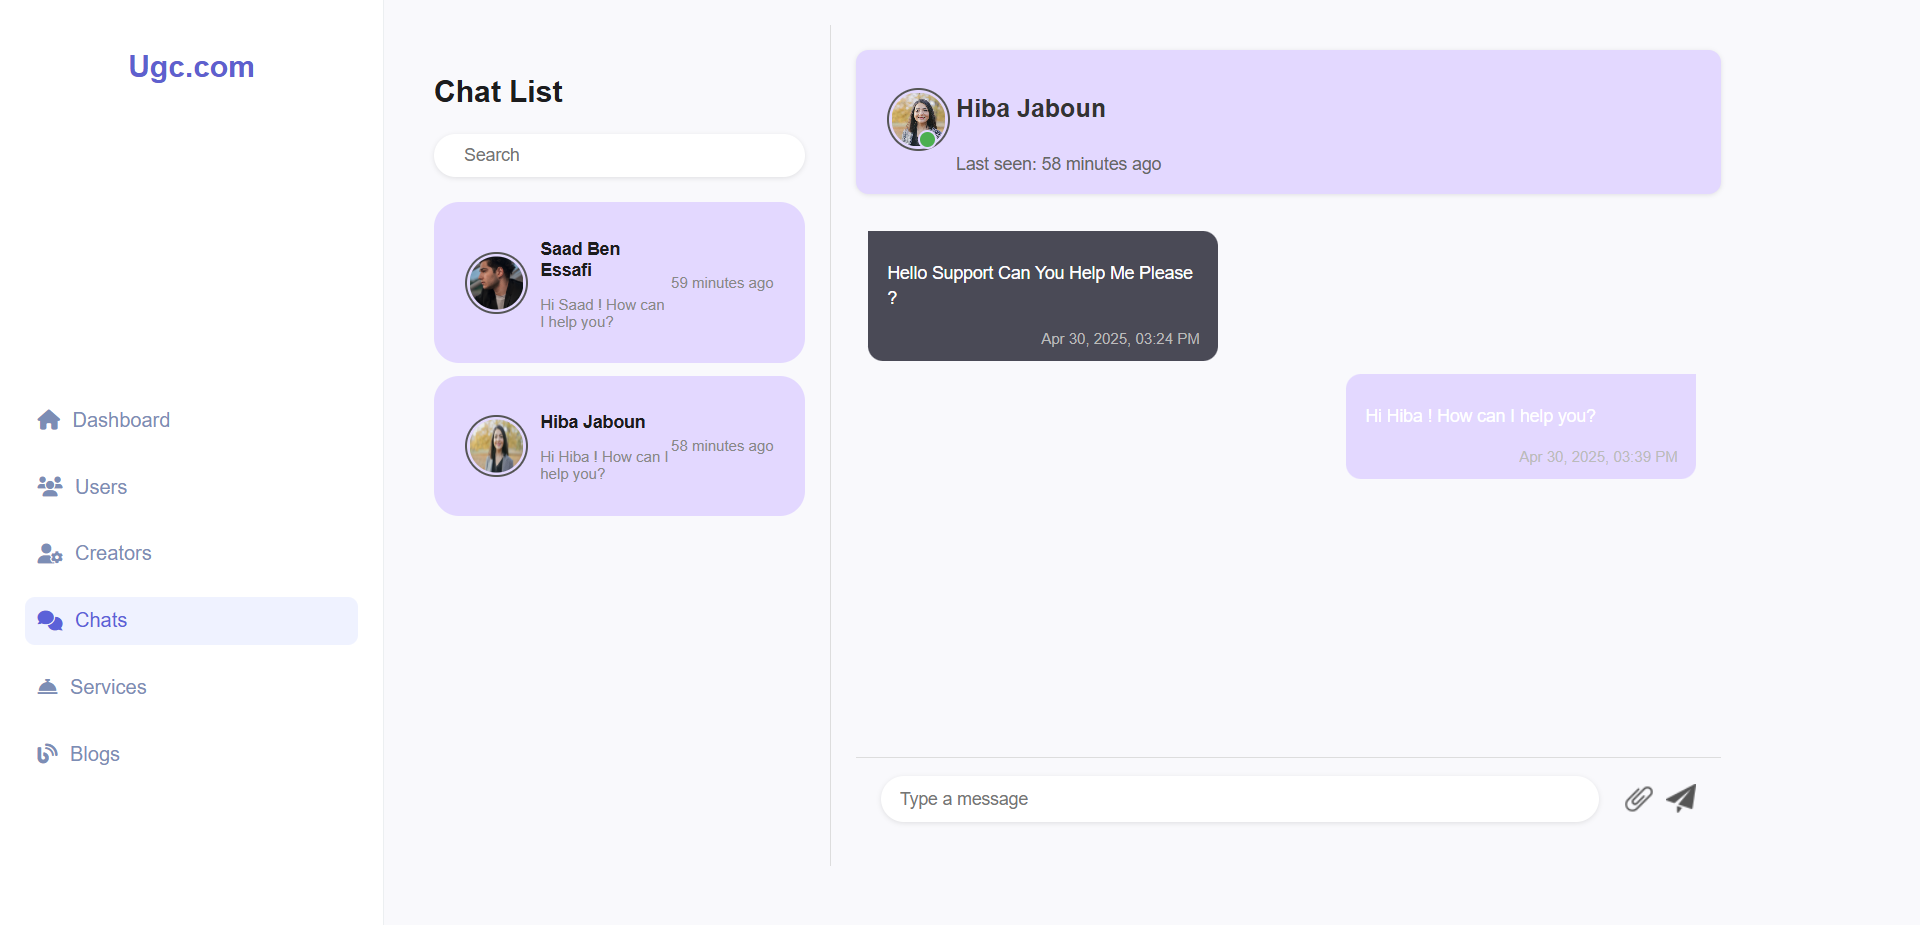 Ugc.com
Dashboard
Users
Creators
Chats
Services
Blogs
Chat List
Search
Saad Ben
Essafi
59 minutes ago
Hi Saad ! How can
I help you?
Hiba Jaboun
58 minutes ago
Hi Hiba ! How can I
help you?
Hiba Jaboun
Last seen: 58 minutes ago
Hello Support Can You Help Me Please
?
Apr 30, 2025, 03:24 PM
Hi Hiba ! How can I help you?
Apr 30, 2025, 03:39 PM
Type a message